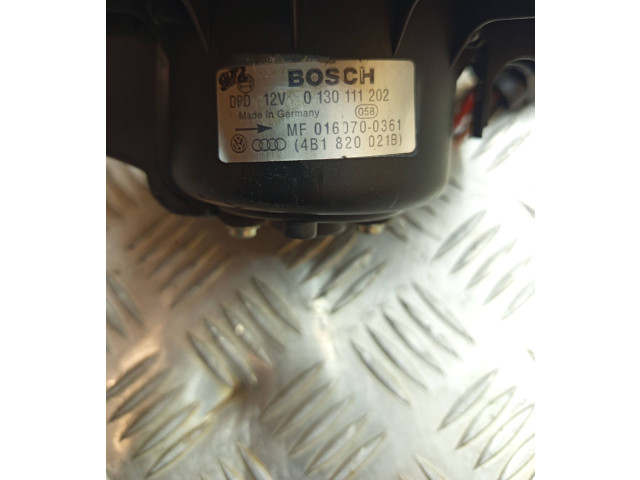 BOSCH
DPD 12V 0 130 111 202
Made in Germany 058
MF 016070-0361
(4B1 820 021B)